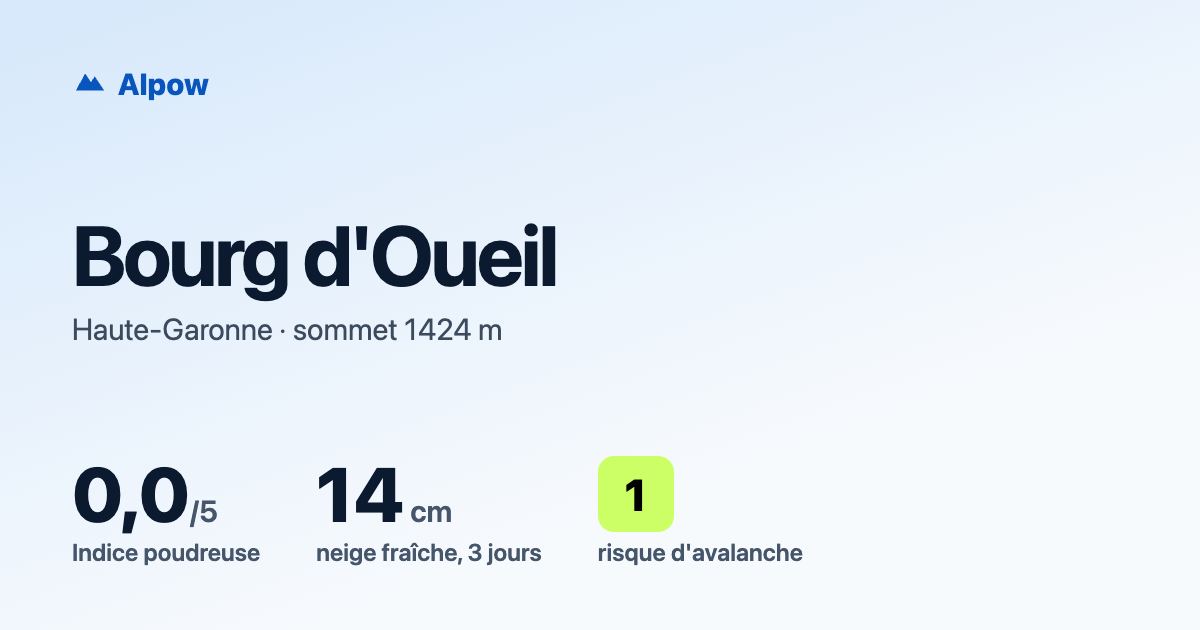 Alpow
Bourg d'Oueil
Haute-Garonne · sommet 1424 m
0,0/5
14 cm
1
Indice poudreuse
neige fraîche, 3 jours
risque d'avalanche